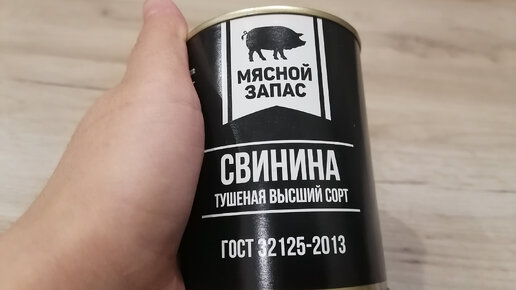 МЯСНОЙ
ЗАПАС
СВИНИНА
ТУШЕНАЯ ВЫСШИЙ СОРТ
ГОСТ 32125-2013